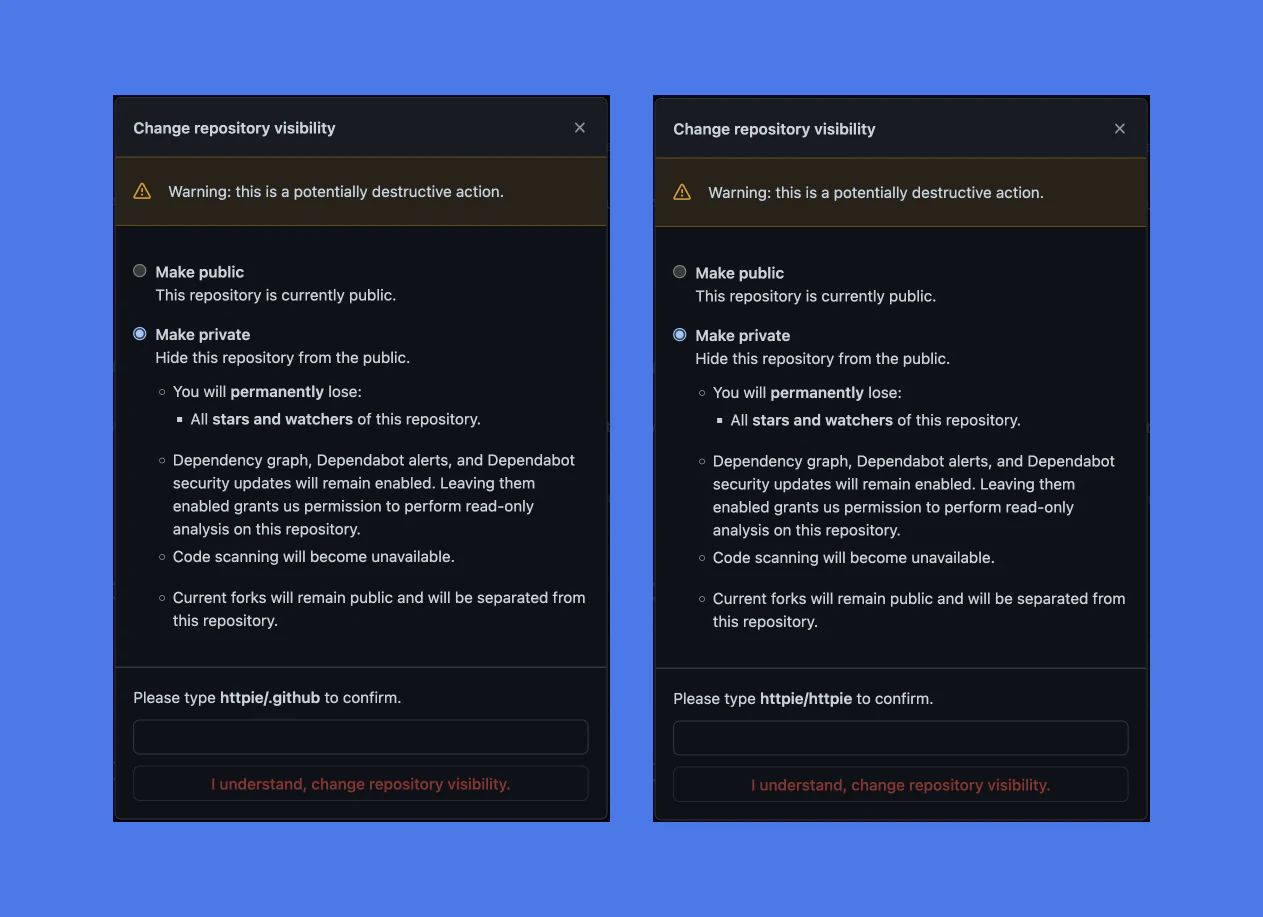 Change repository visibility
Warning: this is a potentially destructive action.
Make public
This repository is currently public.
Make private
Hide this repository from the public.
You will permanently lose:
All stars and watchers of this repository.
Dependency graph, Dependabot alerts, and Dependabot
security updates will remain enabled. Leaving them
enabled grants us permission to perform read-only
analysis on this repository.
Code scanning will become unavailable.
Current forks will remain public and will be separated from
this repository.
Please type httpie/.github to confirm.
I understand, change repository visibility.
Change repository visibility
Warning: this is a potentially destructive action.
Make public
This repository is currently public.
Make private
Hide this repository from the public.
You will permanently lose:
All stars and watchers of this repository.
Dependency graph, Dependabot alerts, and Dependabot
security updates will remain enabled. Leaving them
enabled grants us permission to perform read-only
analysis on this repository.
Code scanning will become unavailable.
Current forks will remain public and will be separated from
this repository.
Please type httpie/httpie to confirm.
I understand, change repository visibility.